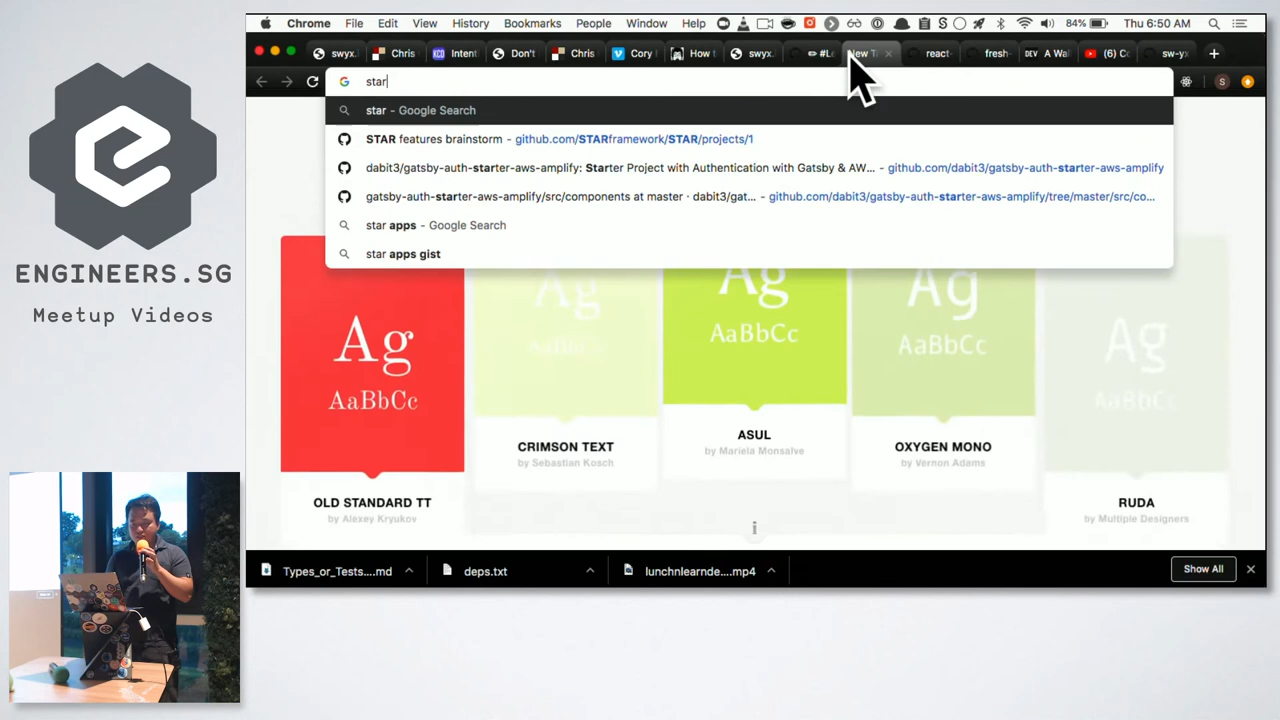 Chrome File Edit View History Bookmarks People Window Help 84% Thu 6:50 AM
swyx. Chris Intent Don't Chris Cory How t swyx. #Le New T react- fresh- DEV A Wa (6) C sw-yx
star
star - Google Search
STAR features brainstorm - github.com/STARframework/STAR/projects/1
dabit3/gatsby-auth-starter-aws-amplify: Starter Project with Authentication with Gatsby & AW... - github.com/dabit3/gatsby-auth-starter-aws-amplify
gatsby-auth-starter-aws-amplify/src/components at master · dabit3/gat... - github.com/dabit3/gatsby-auth-starter-aws-amplify/tree/master/src/co...
star apps - Google Search
star apps gist
ENGINEERS.SG
Meetup Videos
Ag
AaBbCc
OLD STANDARD TT
by Alexey Kryukov
CRIMSON TEXT
by Sebastian Kosch
Ag
AaBbCc
ASUL
by Mariela Monsalve
Ag
AaBbCc
OXYGEN MONO
by Vernon Adams
Ag
AaBbCc
RUDA
by Multiple Designers
Types_or_Tests....md
deps.txt
lunchnlearnde....mp4
Show All